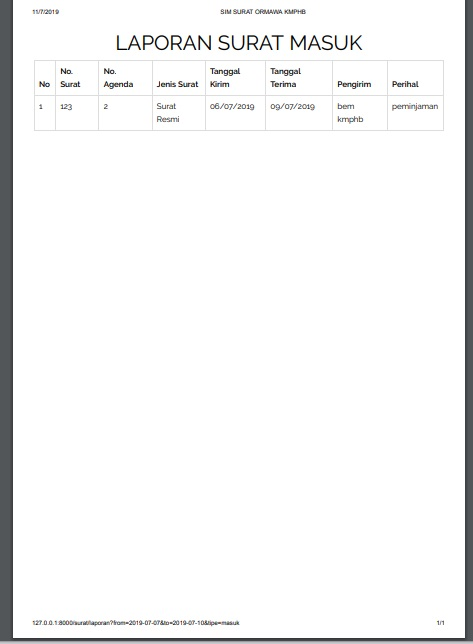 11/7/2019 SIM SURAT ORMAWA KMPHB
LAPORAN SURAT MASUK
No No. Surat No. Agenda Jenis Surat Tanggal Kirim Tanggal Terima Pengirim Perihal
1 123 2 Surat Resmi 06/07/2019 09/07/2019 bem kmphb peminjaman
127.0.0.1:8000/surat/laporan?from=2019-07-07&to=2019-07-10&tipe=masuk 1/1